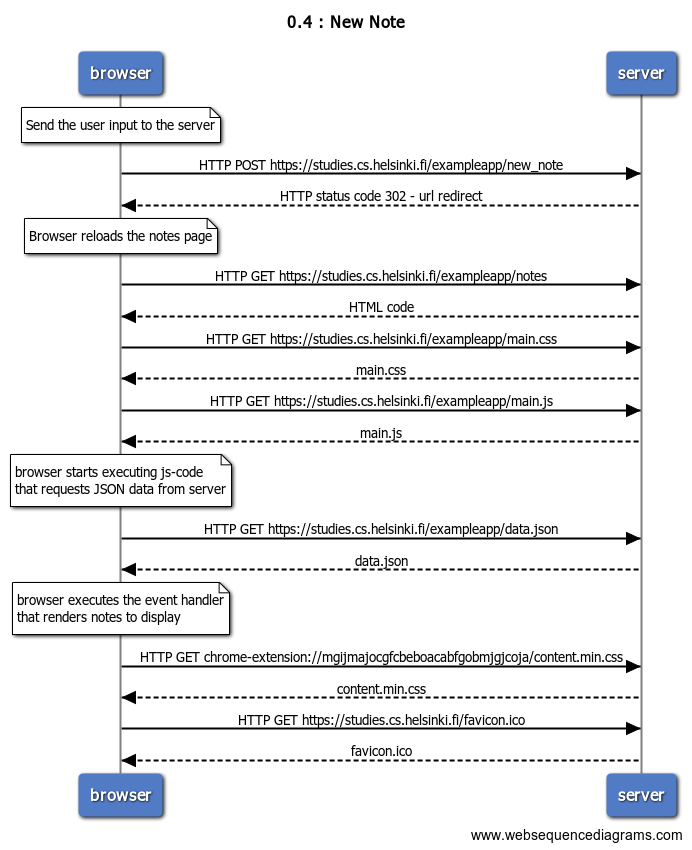 0.4 : New Note
browser
server
Send the user input to the server
HTTP POST https://studies.cs.helsinki.fi/exampleapp/new_note
HTTP status code 302 - url redirect
Browser reloads the notes page
HTTP GET https://studies.cs.helsinki.fi/exampleapp/notes
HTML code
HTTP GET https://studies.cs.helsinki.fi/exampleapp/main.css
main.css
HTTP GET https://studies.cs.helsinki.fi/exampleapp/main.js
main.js
browser starts executing js-code
that requests JSON data from server
HTTP GET https://studies.cs.helsinki.fi/exampleapp/data.json
data.json
browser executes the event handler
that renders notes to display
HTTP GET chrome-extension://mgijmajocgfcbeboacabfgobmjgjcoja/content.min.css
content.min.css
HTTP GET https://studies.cs.helsinki.fi/favicon.ico
favicon.ico
browser
server
www.websequencediagrams.com